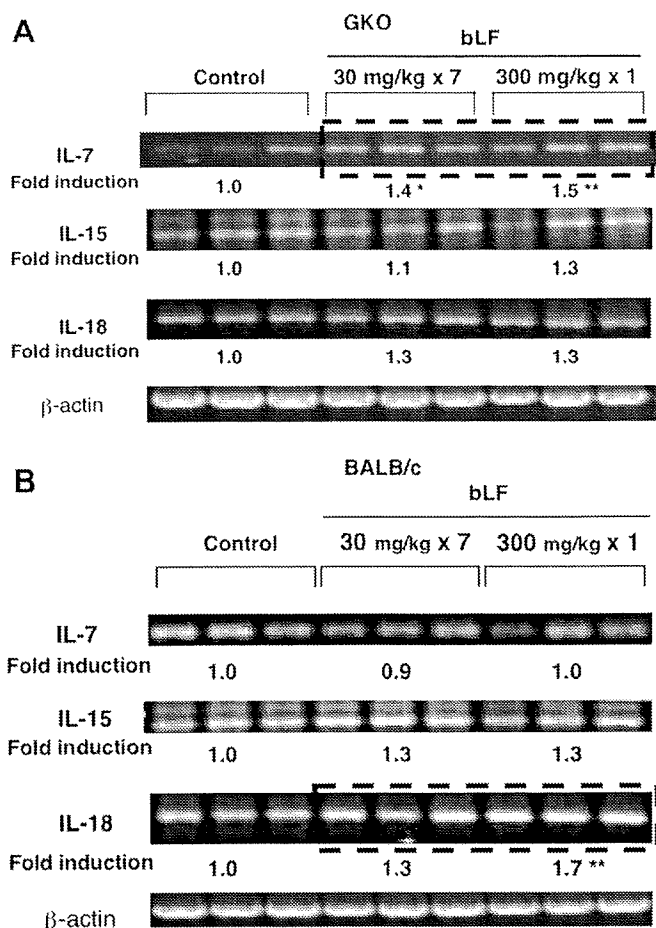 A
GKO
bLF
Control 30 mg/kg x 7 300 mg/kg x 1
IL-7
Fold induction 1.0 1.4 * 1.5 **
IL-15
Fold induction 1.0 1.1 1.3
IL-18
Fold induction 1.0 1.3 1.3
β-actin
B
BALB/c
bLF
Control 30 mg/kg x 7 300 mg/kg x 1
IL-7
Fold induction 1.0 0.9 1.0
IL-15
Fold induction 1.0 1.3 1.3
IL-18
Fold induction 1.0 1.3 1.7 **
β-actin